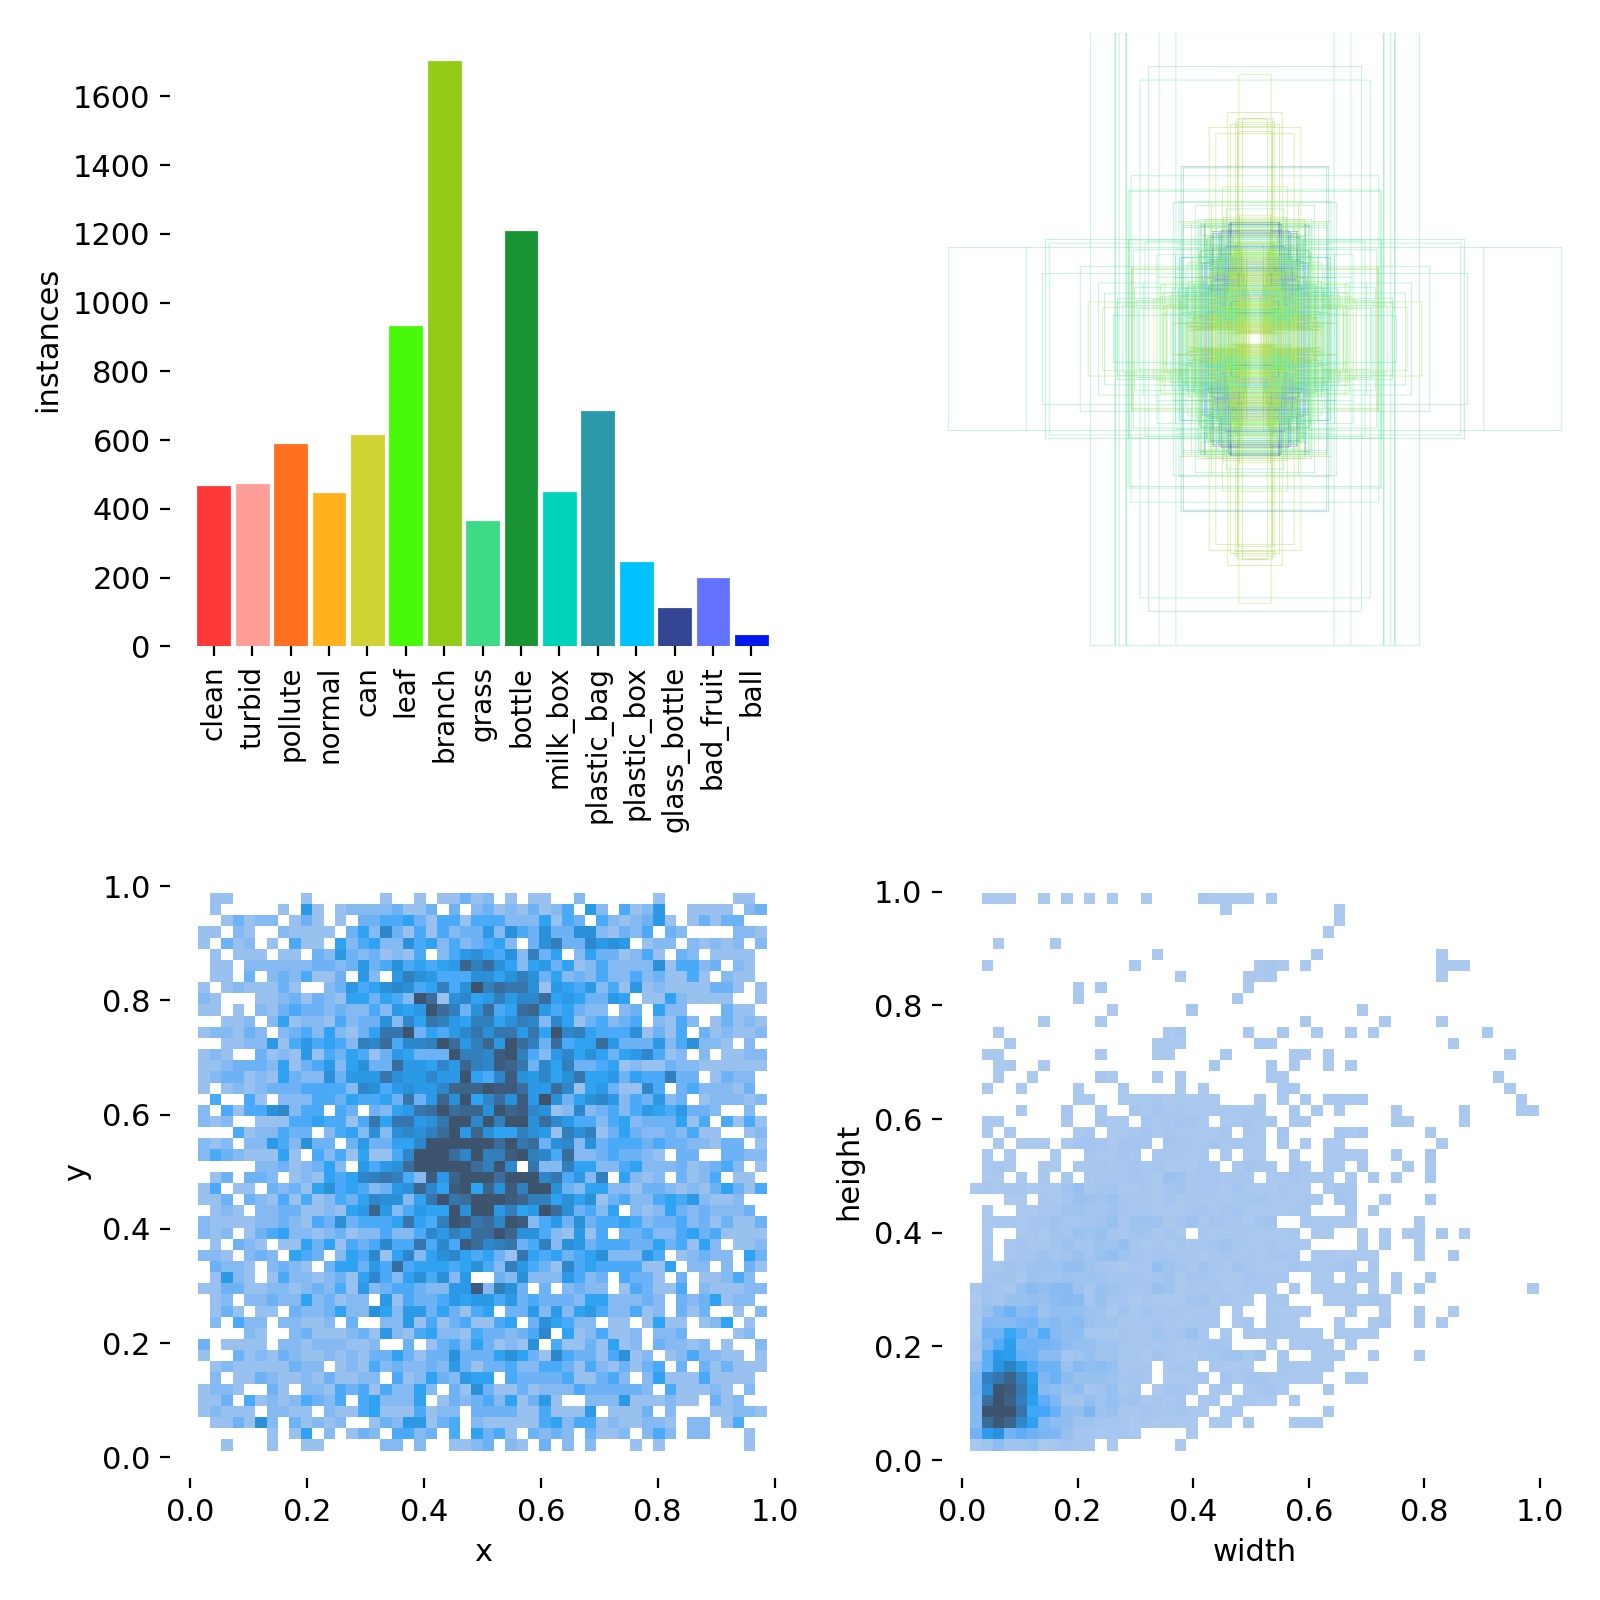 1600
1400
1200
1000
800
600
400
200
0
instances
clean
turbid
pollute
normal
can
leaf
branch
grass
bottle
milk_box
plastic_bag
plastic_box
glass_bottle
bad_fruit
ball
1.0
0.8
0.6
0.4
0.2
0.0
y
0.0 0.2 0.4 0.6 0.8 1.0
x
1.0
0.8
0.6
0.4
0.2
0.0
height
0.0 0.2 0.4 0.6 0.8 1.0
width